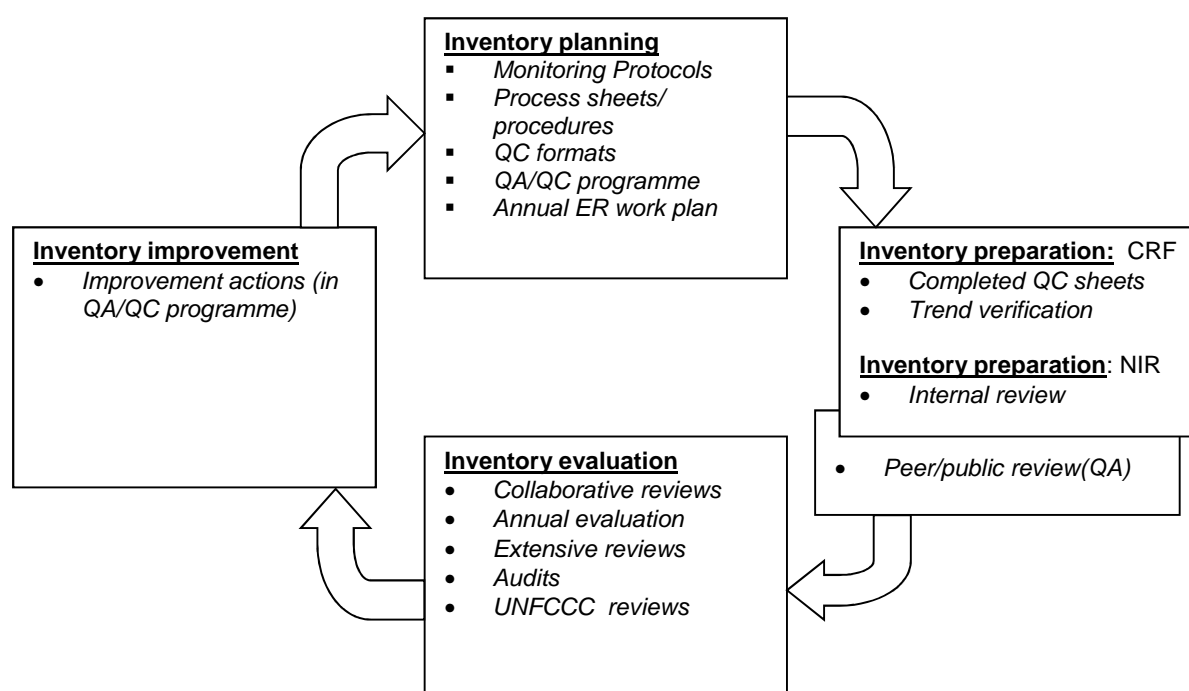 Inventory planning
▪ Monitoring Protocols
▪ Process sheets/
procedures
▪ QC formats
▪ QA/QC programme
▪ Annual ER work plan
Inventory preparation: CRF
• Completed QC sheets
• Trend verification
Inventory preparation: NIR
• Internal review
• Peer/public review(QA)
Inventory evaluation
• Collaborative reviews
• Annual evaluation
• Extensive reviews
• Audits
• UNFCCC reviews
Inventory improvement
• Improvement actions (in
QA/QC programme)